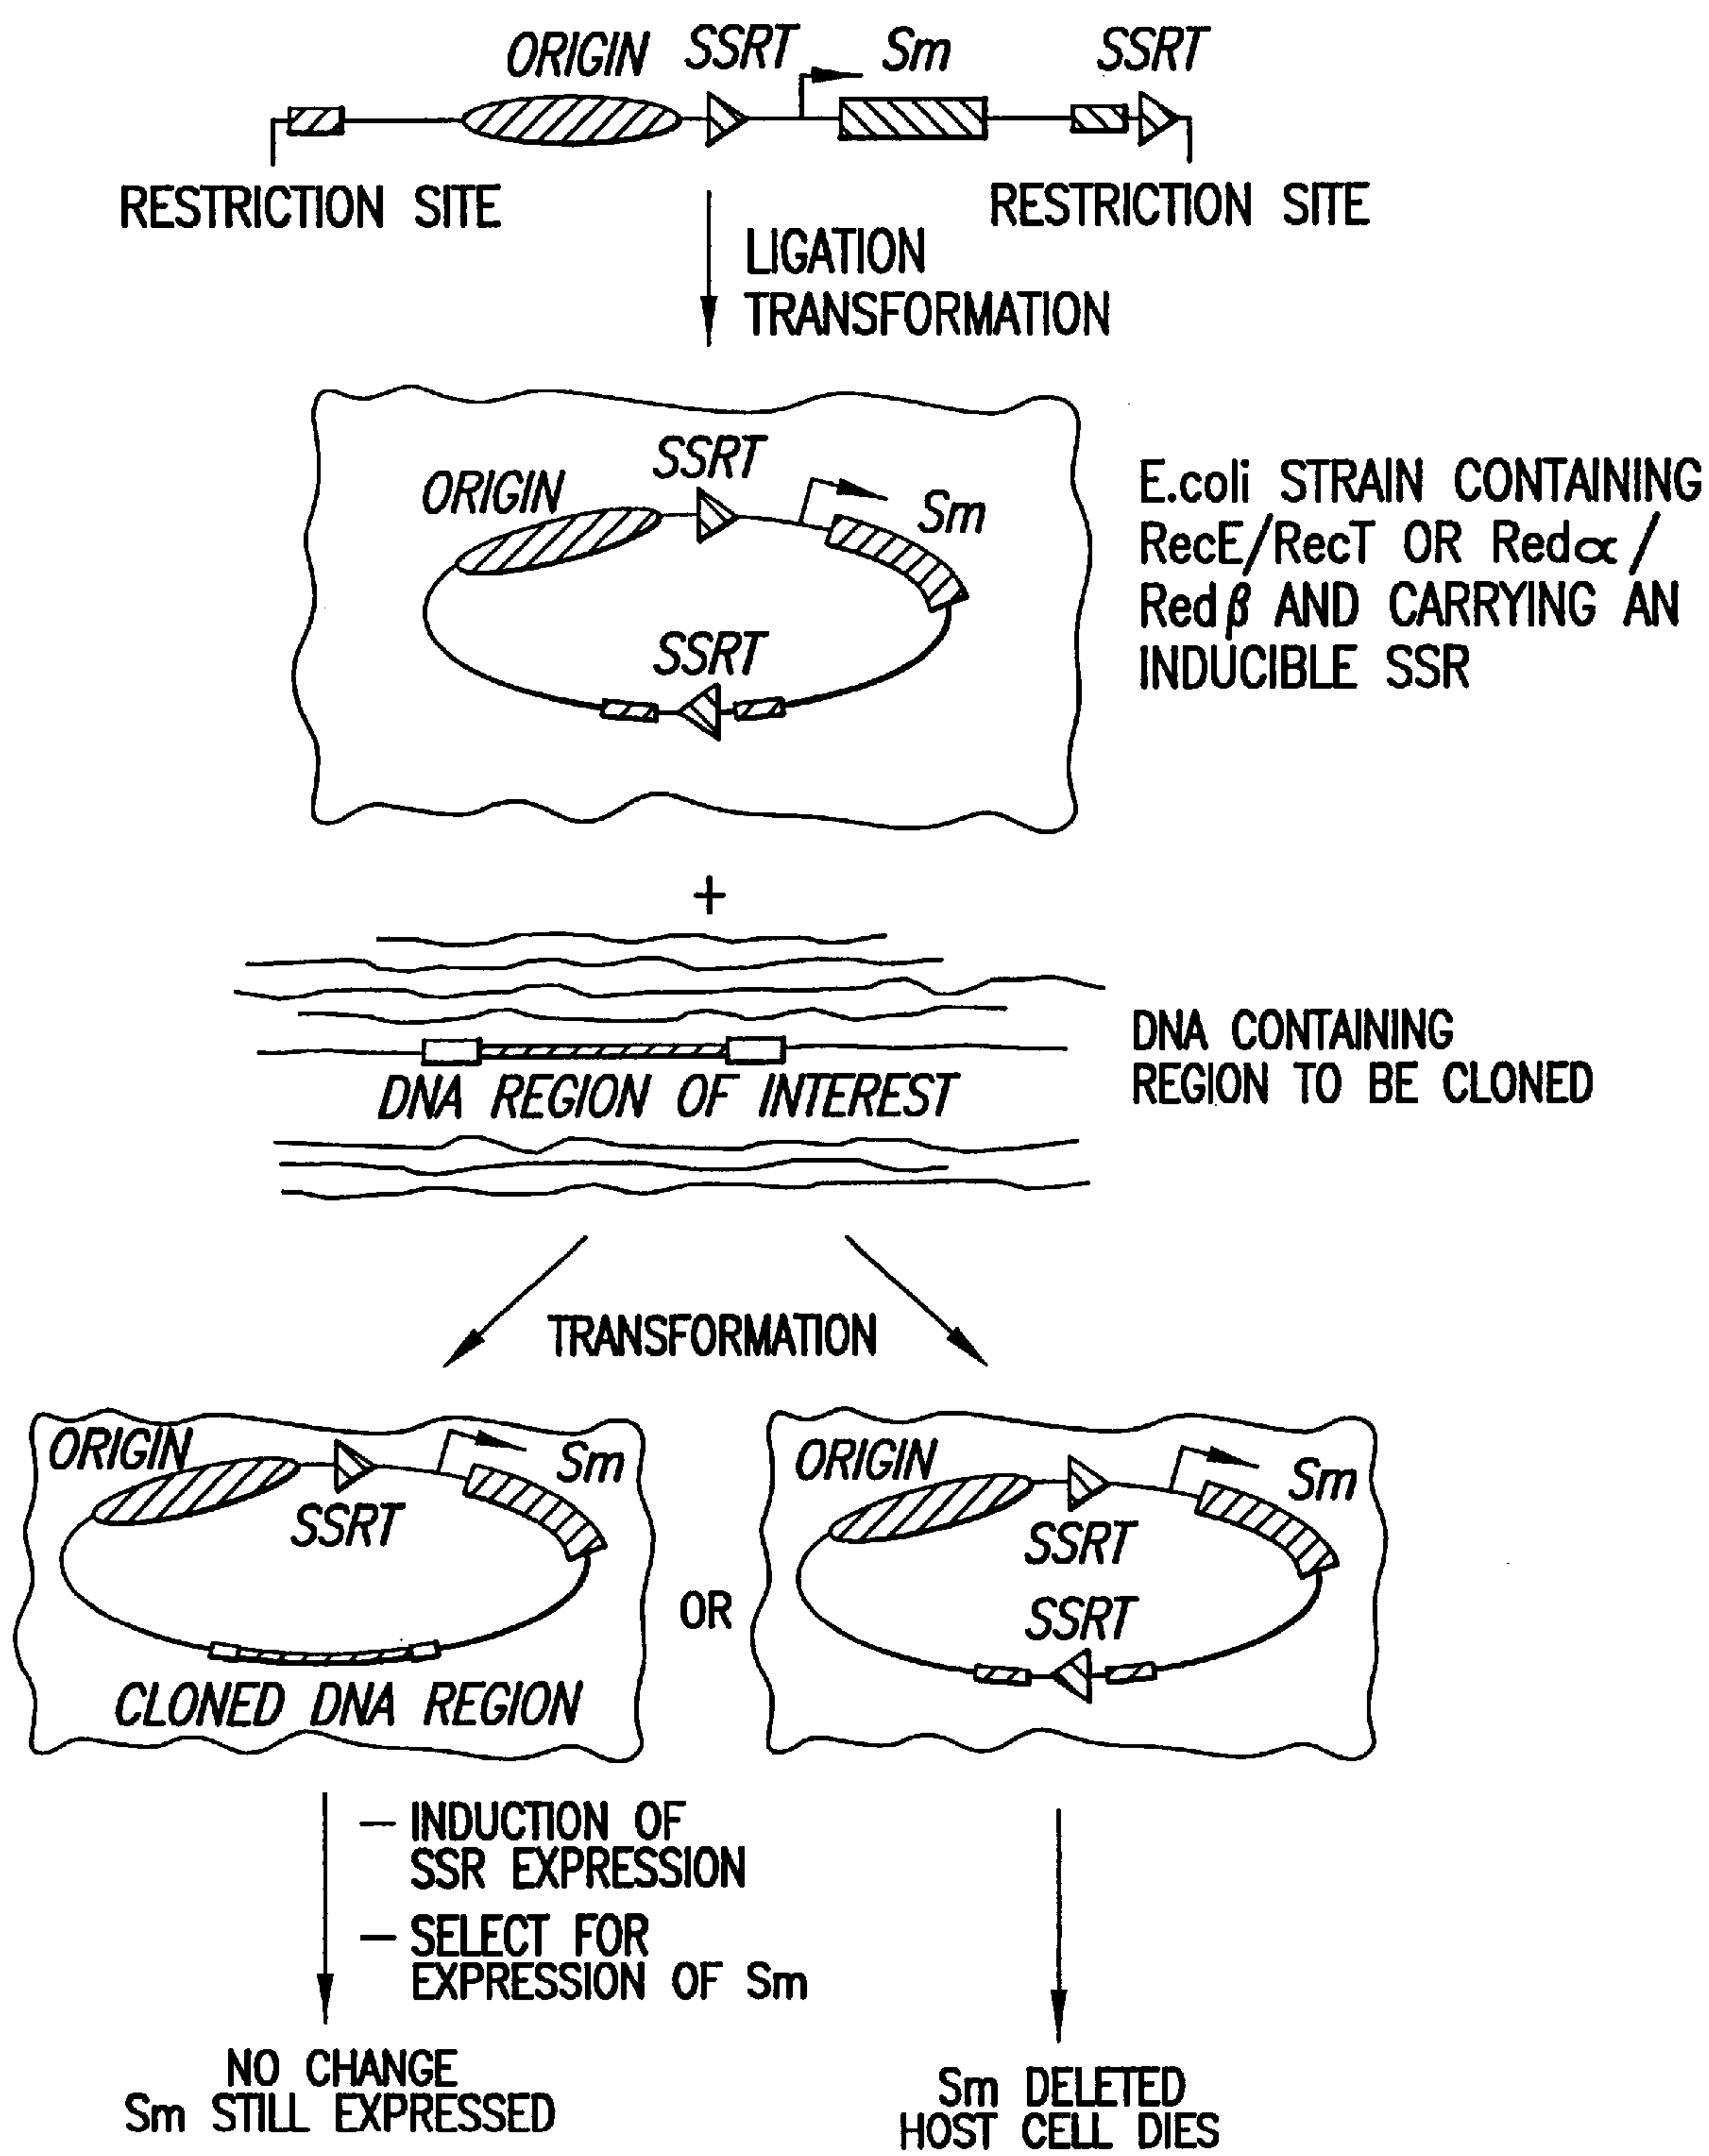 ORIGIN SSRT Sm SSRT
RESTRICTION SITE RESTRICTION SITE
LIGATION
TRANSFORMATION
SSRT
ORIGIN Sm
SSRT
E.coli STRAIN CONTAINING
RecE/RecT OR Redα/
Redβ AND CARRYING AN
INDUCIBLE SSR
+
DNA REGION OF INTEREST
DNA CONTAINING
REGION TO BE CLONED
TRANSFORMATION
ORIGIN Sm
SSRT
CLONED DNA REGION
OR
ORIGIN Sm
SSRT
SSRT
– INDUCTION OF
SSR EXPRESSION
– SELECT FOR
EXPRESSION OF Sm
NO CHANGE
Sm STILL EXPRESSED
Sm DELETED
HOST CELL DIES